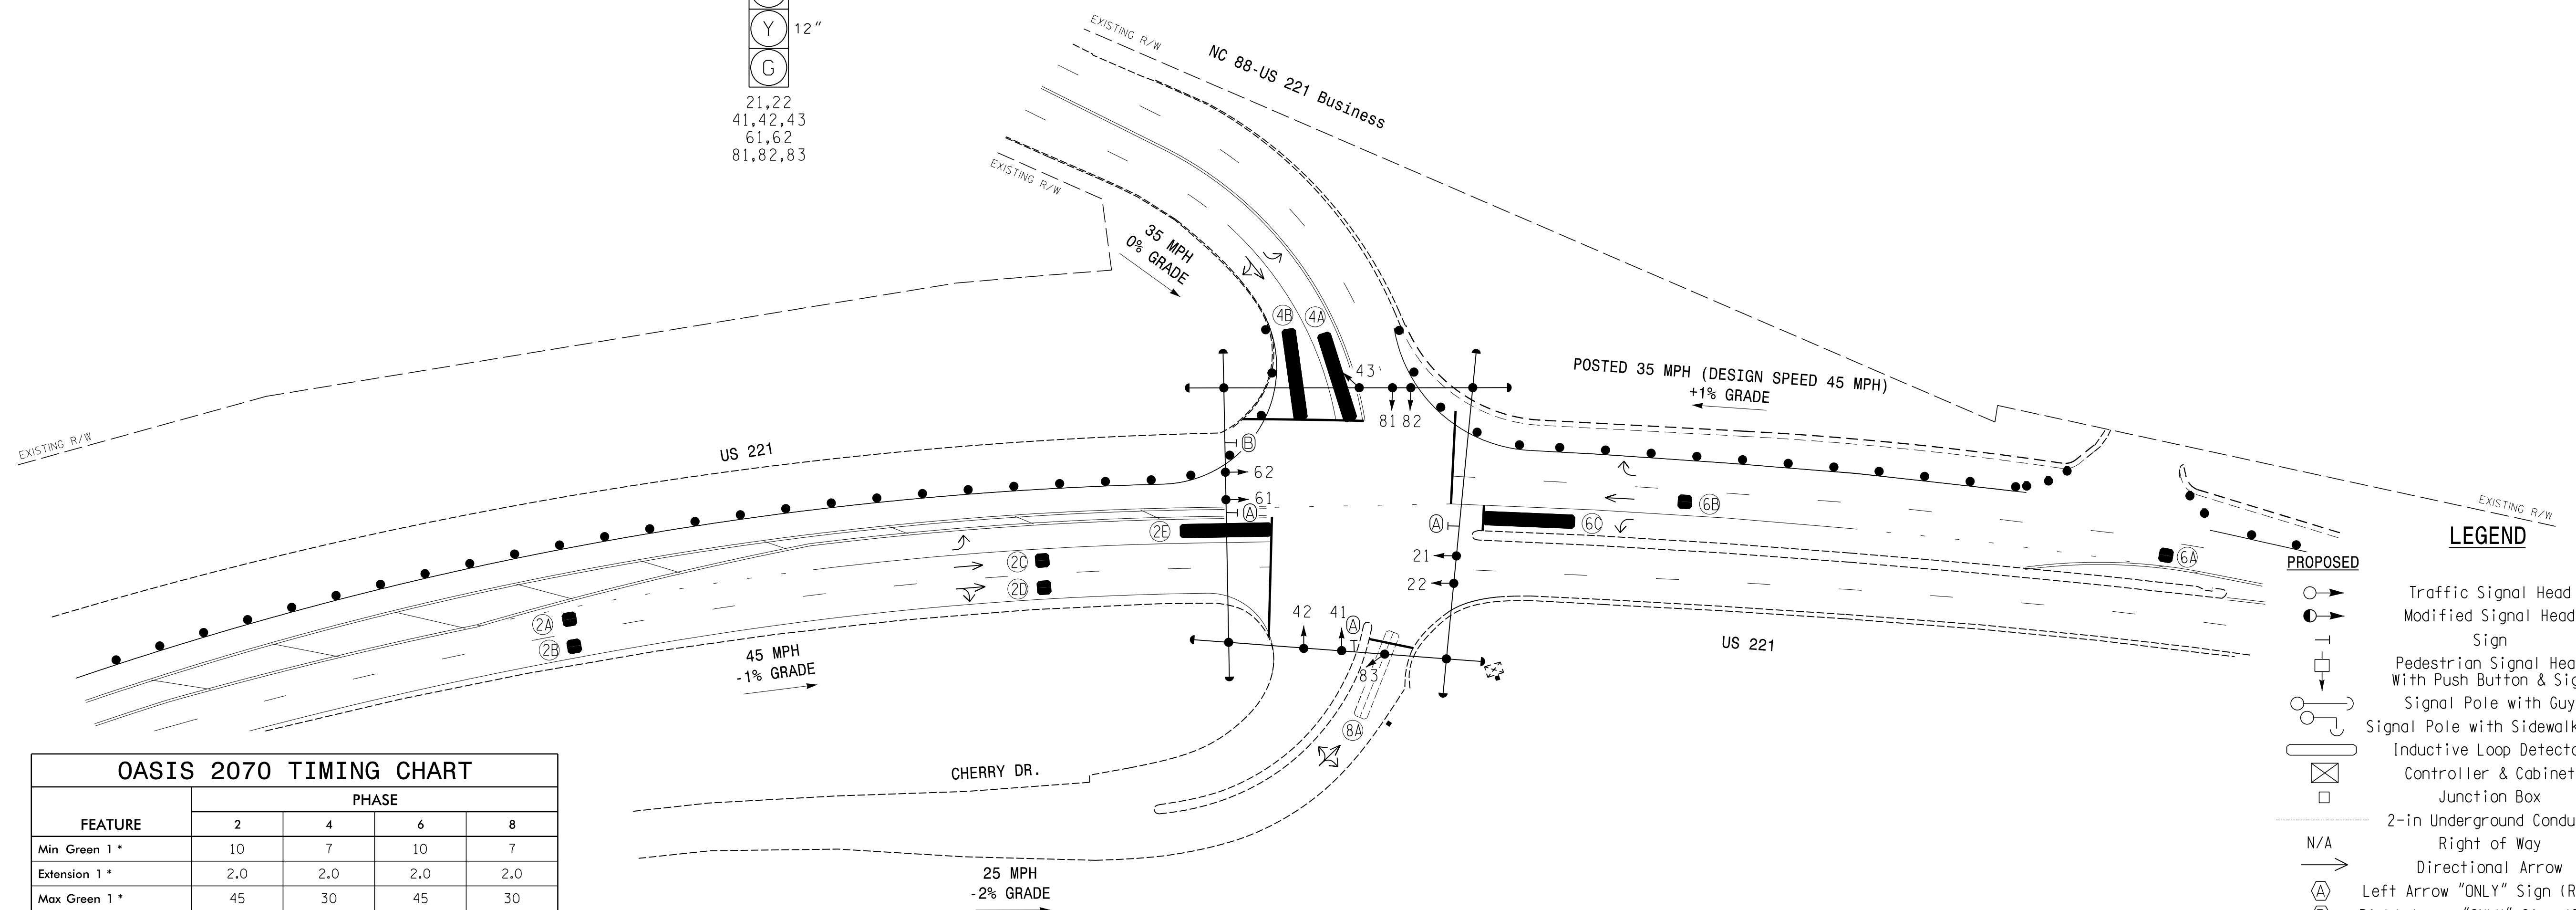 Y 12"
G
21,22
41,42,43
61,62
81,82,83
EXISTING R/W
NC 88-US 221 Business
EXISTING R/W
35 MPH
0% GRADE
4B
4A
43
81 82
POSTED 35 MPH (DESIGN SPEED 45 MPH)
+1% GRADE
EXISTING R/W
US 221
B
62
61
A
2E
2C
2D
2A
2B
45 MPH
-1% GRADE
A
6C
6B
6A
21
22
42
41
A
83
8A
US 221
EXISTING R/W
CHERRY DR.
25 MPH
-2% GRADE
OASIS 2070 TIMING CHART
PHASE
FEATURE 2 4 6 8
Min Green 1 * 10 7 10 7
Extension 1 * 2.0 2.0 2.0 2.0
Max Green 1 * 45 30 45 30
LEGEND
PROPOSED
Traffic Signal Head
Modified Signal Head
Sign
Pedestrian Signal Hea
With Push Button & Sig
Signal Pole with Guy
Signal Pole with Sidewalk
Inductive Loop Detecto
Controller & Cabinet
Junction Box
2-in Underground Condu
N/A Right of Way
Directional Arrow
A Left Arrow "ONLY" Sign (R